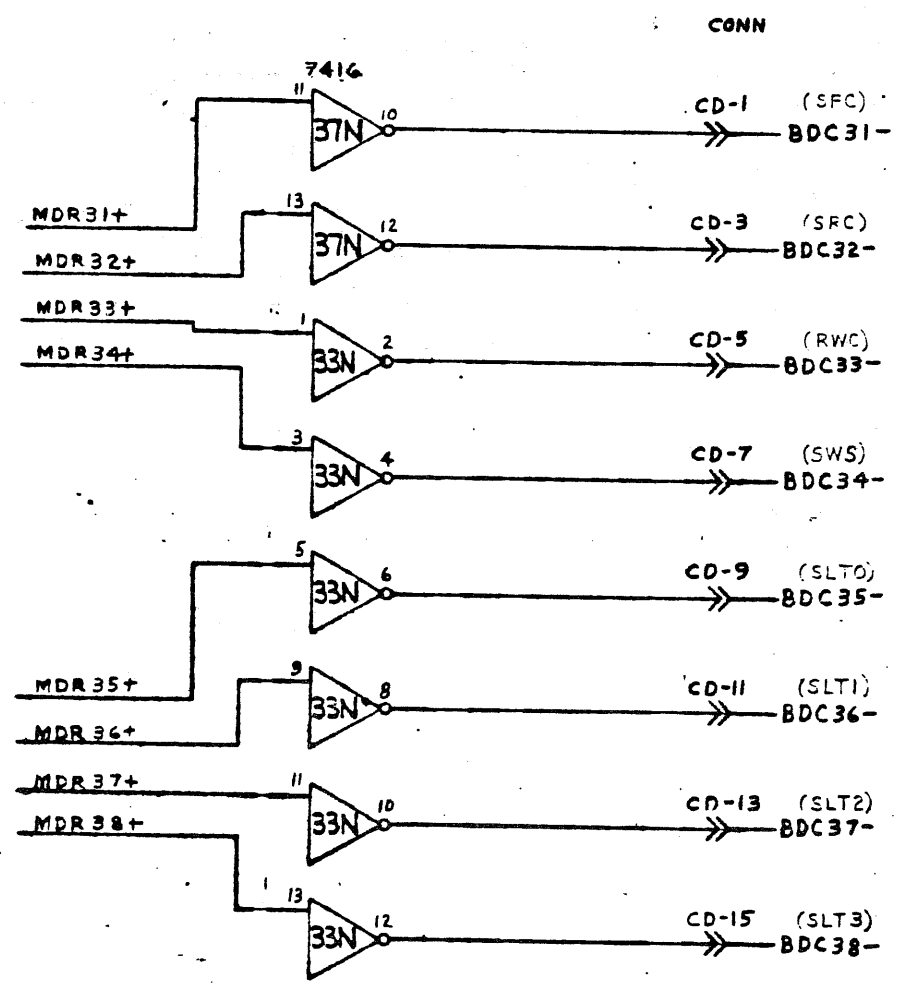 CONN
7416
11 37N 10 CD-1 (SFC) BDC31-
MDR31+
13 37N 12 CD-3 (SRC) BDC32-
MDR32+
MDR33+
1 33N 2 CD-5 (RWC) BDC33-
MDR34+
3 33N 4 CD-7 (SWS) BDC34-
5 33N 6 CD-9 (SLT0) BDC35-
MDR35+
9 33N 8 CD-11 (SLT1) BDC36-
MDR36+
MDR37+
11 33N 10 CD-13 (SLT2) BDC37-
MDR38+
13 33N 12 CD-15 (SLT3) BDC38-